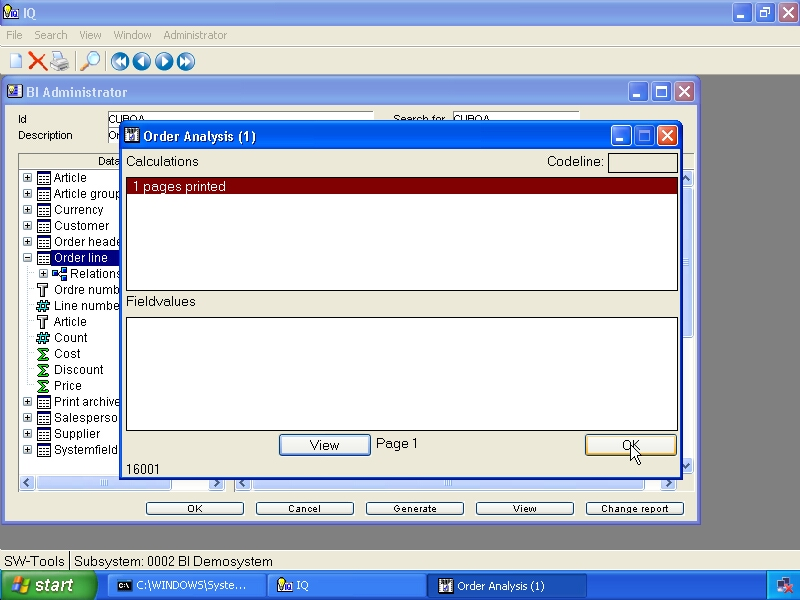 IQ
File Search View Window Administrator
BI Administrator
Id CUBOA Search for CUBOA
Description
Order Analysis (1)
Calculations Codeline:
1 pages printed
Fieldvalues
Data
Article
Article group
Currency
Customer
Order heade
Order line
Relations
Ordre numb
Line numbe
Article
Count
Cost
Discount
Price
Print archive
Salesperso
Supplier
Systemfield
View Page 1 OK
16001
OK Cancel Generate View Change report
SW-Tools Subsystem: 0002 BI Demosystem
start C:\WINDOWS\Syste... IQ Order Analysis (1)